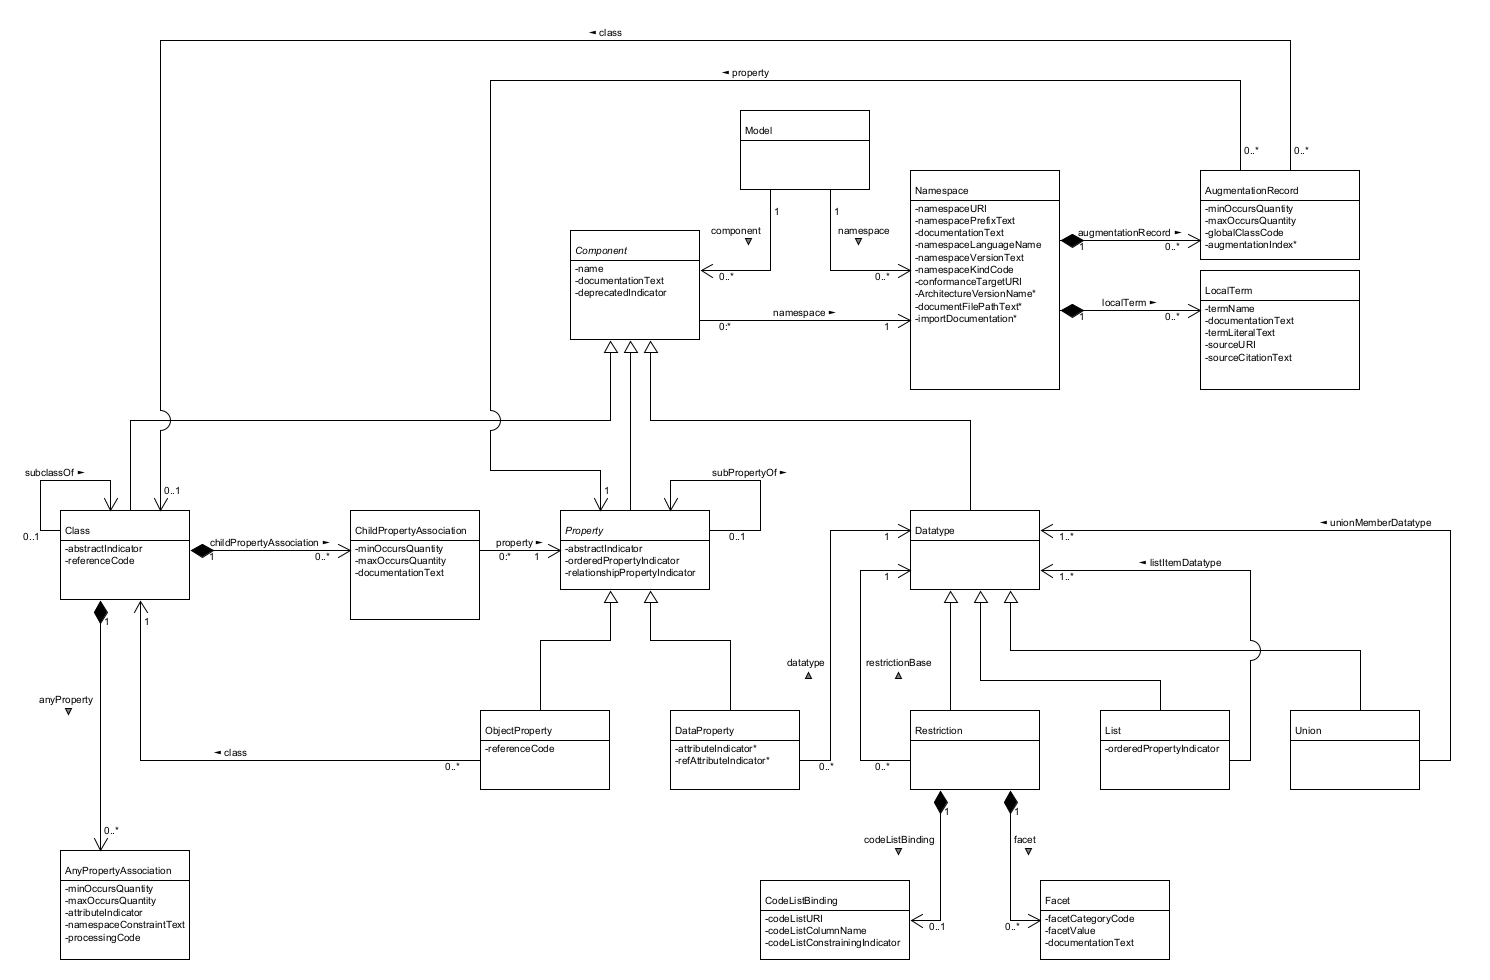 ◄ class
◄ property
Model
0..*
0..*
1
1
component
▼
namespace
▼
0..*
0..*
Component
-name
-documentationText
-deprecatedIndicator
namespace ►
0:*
1
Namespace
-namespaceURI
-namespacePrefixText
-documentationText
-namespaceLanguageName
-namespaceVersionText
-namespaceKindCode
-conformanceTargetURI
-ArchitectureVersionName*
-documentFilePathText*
-importDocumentation*
augmentationRecord ►
1
0..*
AugmentationRecord
-minOccursQuantity
-maxOccursQuantity
-globalClassCode
-augmentationIndex*
localTerm ►
1
0..*
LocalTerm
-termName
-documentationText
-termLiteralText
-sourceURI
-sourceCitationText
subclassOf ►
0..1
0..1
Class
-abstractIndicator
-referenceCode
childPropertyAssociation ►
1
0..*
ChildPropertyAssociation
-minOccursQuantity
-maxOccursQuantity
-documentationText
property ►
0:*
1
1
subPropertyOf ►
0..1
Property
-abstractIndicator
-orderedPropertyIndicator
-relationshipPropertyIndicator
Datatype
1
1
◄ unionMemberDatatype
1..*
◄ listItemDatatype
1..*
1
1
anyProperty
▼
0..*
◄ class
0..*
ObjectProperty
-referenceCode
DataProperty
-attributeIndicator*
-refAttributeIndicator*
datatype
▲
0..*
restrictionBase
▲
0..*
Restriction
List
-orderedPropertyIndicator
Union
AnyPropertyAssociation
-minOccursQuantity
-maxOccursQuantity
-attributeIndicator
-namespaceConstraintText
-processingCode
1
1
codeListBinding
▼
0..1
facet
▼
0..*
CodeListBinding
-codeListURI
-codeListColumnName
-codeListConstrainingIndicator
Facet
-facetCategoryCode
-facetValue
-documentationText